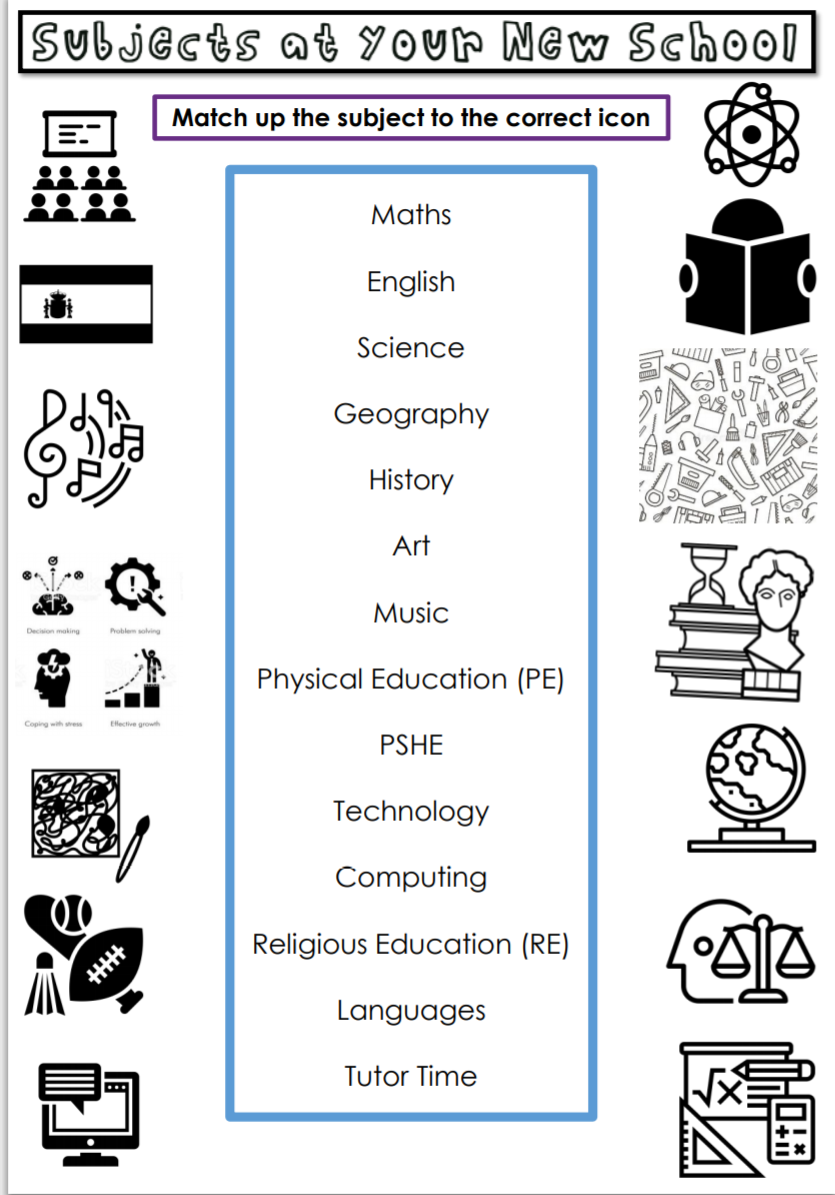 Subjects at Your New School
Match up the subject to the correct icon
Maths
English
Science
Geography
History
Art
Music
Physical Education (PE)
PSHE
Technology
Computing
Religious Education (RE)
Languages
Tutor Time
Decision making
Problem solving
Coping with stress
Effective growth